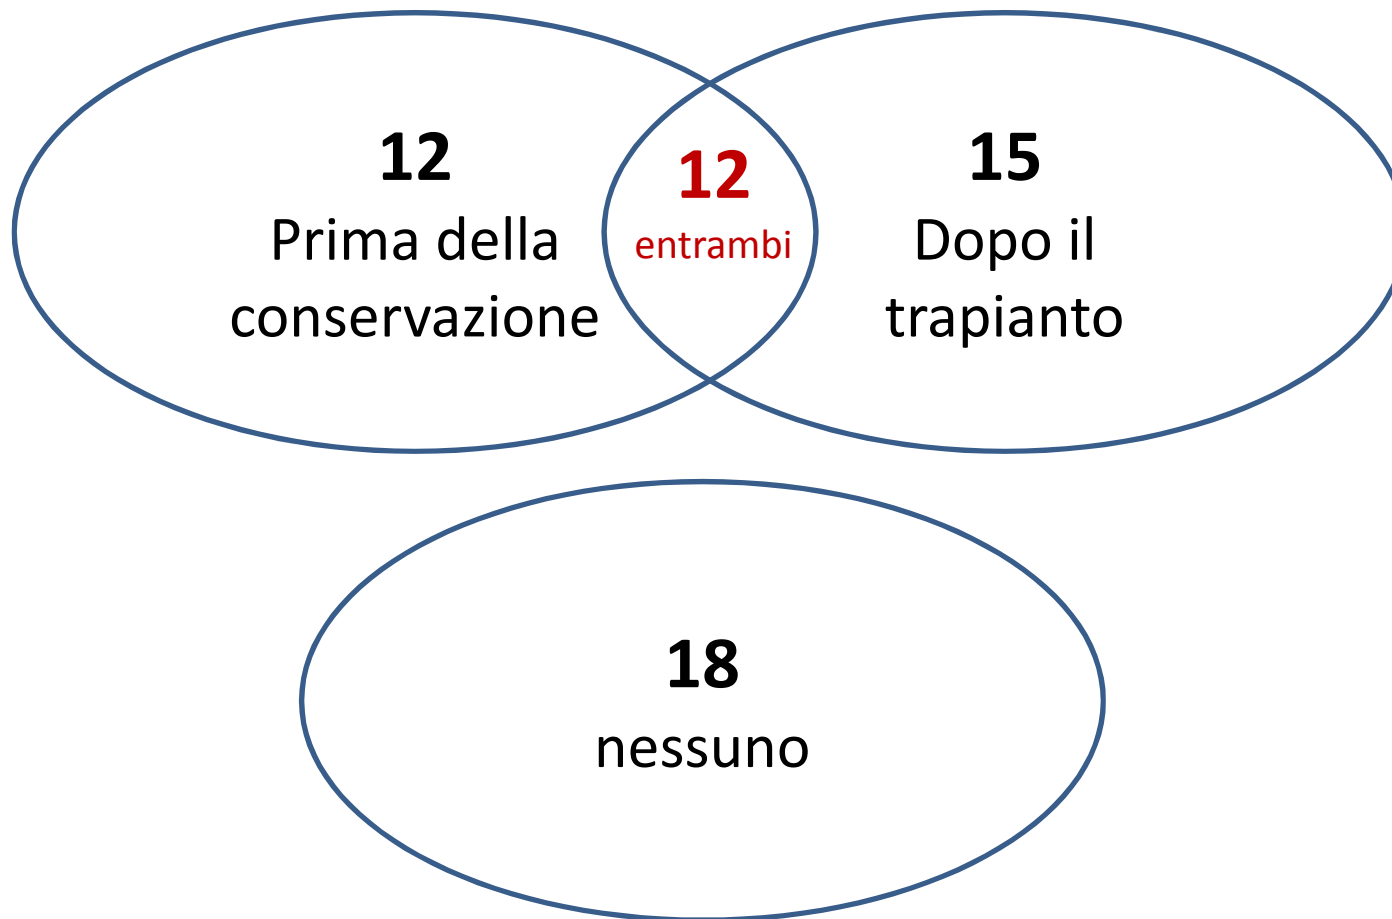 12
Prima della
conservazione
12
entrambi
15
Dopo il
trapianto
18
nessuno